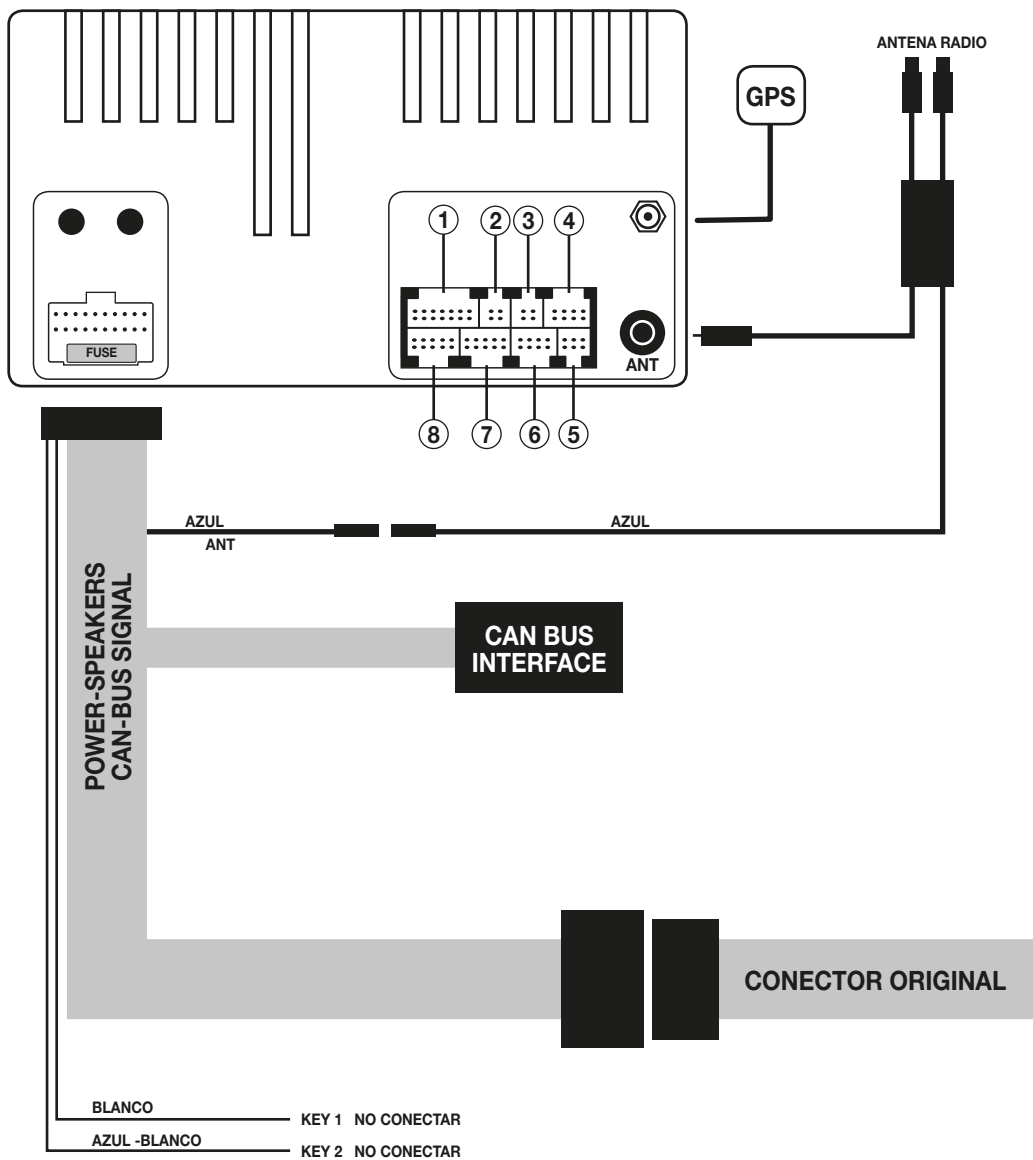 ANTENA RADIO
GPS
1 2 3 4
FUSE
ANT
8 7 6 5
AZUL
ANT
AZUL
POWER-SPEAKERS
CAN-BUS SIGNAL
CAN BUS
INTERFACE
CONECTOR ORIGINAL
BLANCO
KEY 1 NO CONECTAR
AZUL -BLANCO
KEY 2 NO CONECTAR